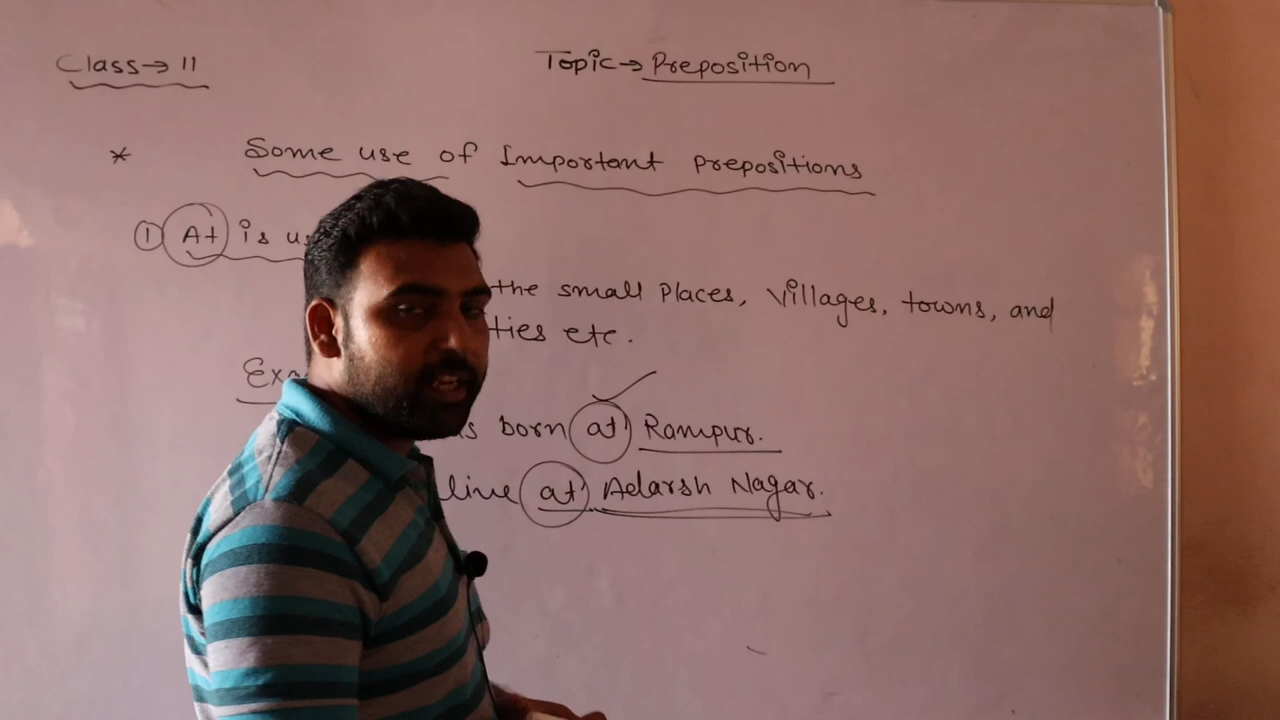 Class→11
Topic→Preposition
* Some use of Important prepositions
① At is us
the small places, villages, towns, and
ties etc.
Exa
s born at Rampur.
live at Adarsh Nagar.